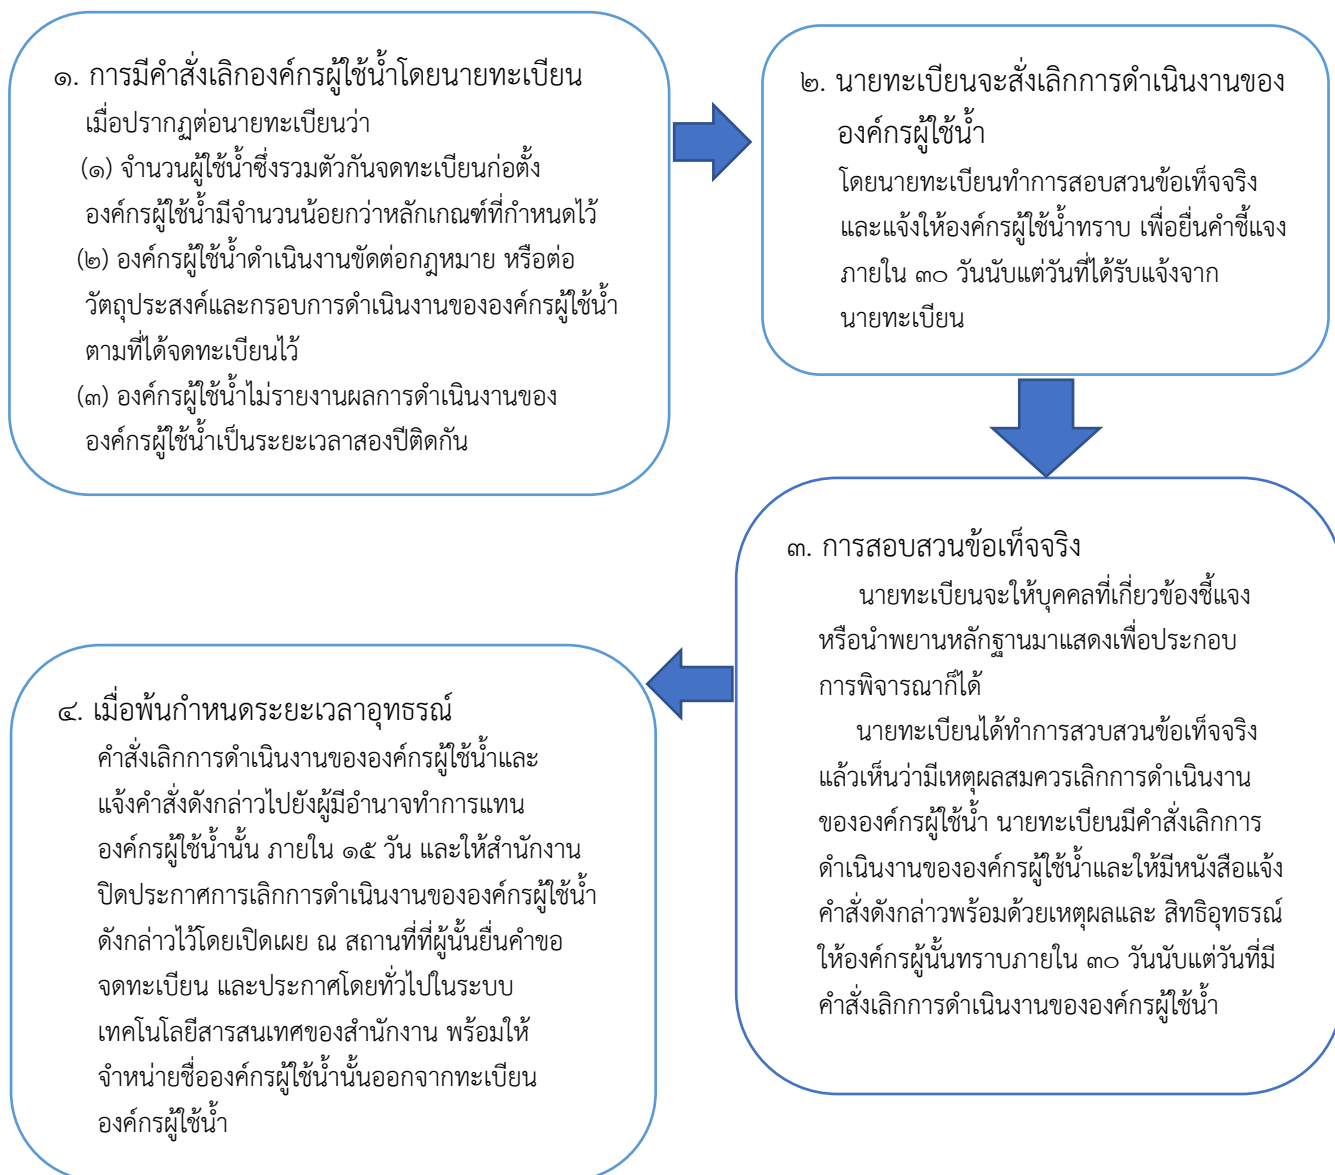 ๑. การมีคำสั่งเลิกองค์กรผู้ใช้น้ำโดยนายทะเบียน
เมื่อปรากฏต่อนายทะเบียนว่า
(๑) จำนวนผู้ใช้น้ำซึ่งรวมตัวกันจดทะเบียนก่อตั้ง
องค์กรผู้ใช้น้ำมีจำนวนน้อยกว่าหลักเกณฑ์ที่กำหนดไว้
(๒) องค์กรผู้ใช้น้ำดำเนินงานขัดต่อกฎหมาย หรือต่อ
วัตถุประสงค์และกรอบการดำเนินงานขององค์กรผู้ใช้น้ำ
ตามที่ได้จดทะเบียนไว้
(๓) องค์กรผู้ใช้น้ำไม่รายงานผลการดำเนินงานของ
องค์กรผู้ใช้น้ำเป็นระยะเวลาสองปีติดกัน
๒. นายทะเบียนจะสั่งเลิกการดำเนินงานของ
องค์กรผู้ใช้น้ำ
โดยนายทะเบียนทำการสอบสวนข้อเท็จจริง
และแจ้งให้องค์กรผู้ใช้น้ำทราบ เพื่อยื่นคำชี้แจง
ภายใน ๓๐ วันนับแต่วันที่ได้รับแจ้งจาก
นายทะเบียน
๓. การสอบสวนข้อเท็จจริง
นายทะเบียนจะให้บุคคลที่เกี่ยวข้องชี้แจง
หรือนำพยานหลักฐานมาแสดงเพื่อประกอบ
การพิจารณาก็ได้
นายทะเบียนได้ทำการสวบสวนข้อเท็จจริง
แล้วเห็นว่ามีเหตุผลสมควรเลิกการดำเนินงาน
ขององค์กรผู้ใช้น้ำ นายทะเบียนมีคำสั่งเลิกการ
ดำเนินงานขององค์กรผู้ใช้น้ำและให้มีหนังสือแจ้ง
คำสั่งดังกล่าวพร้อมด้วยเหตุผลและ สิทธิอุทธรณ์
ให้องค์กรผู้นั้นทราบภายใน ๓๐ วันนับแต่วันที่มี
คำสั่งเลิกการดำเนินงานขององค์กรผู้ใช้น้ำ
๔. เมื่อพ้นกำหนดระยะเวลาอุทธรณ์
คำสั่งเลิกการดำเนินงานขององค์กรผู้ใช้น้ำและ
แจ้งคำสั่งดังกล่าวไปยังผู้มีอำนาจทำการแทน
องค์กรผู้ใช้น้ำนั้น ภายใน ๑๕ วัน และให้สำนักงาน
ปิดประกาศการเลิกการดำเนินงานขององค์กรผู้ใช้น้ำ
ดังกล่าวไว้โดยเปิดเผย ณ สถานที่ที่ผู้นั้นยื่นคำขอ
จดทะเบียน และประกาศโดยทั่วไปในระบบ
เทคโนโลยีสารสนเทศของสำนักงาน พร้อมให้
จำหน่ายชื่อองค์กรผู้ใช้น้ำนั้นออกจากทะเบียน
องค์กรผู้ใช้น้ำ